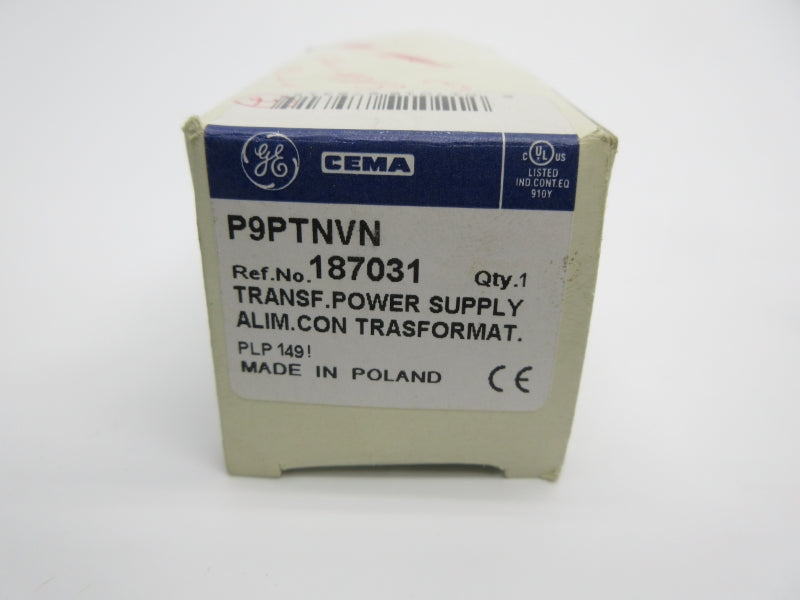 GE CEMA
C UL US
LISTED
IND.CONT.EQ
910Y
P9PTNVN
Ref.No.187031 Qty.1
TRANSF.POWER SUPPLY
ALIM.CON TRASFORMAT.
PLP 149!
MADE IN POLAND CE